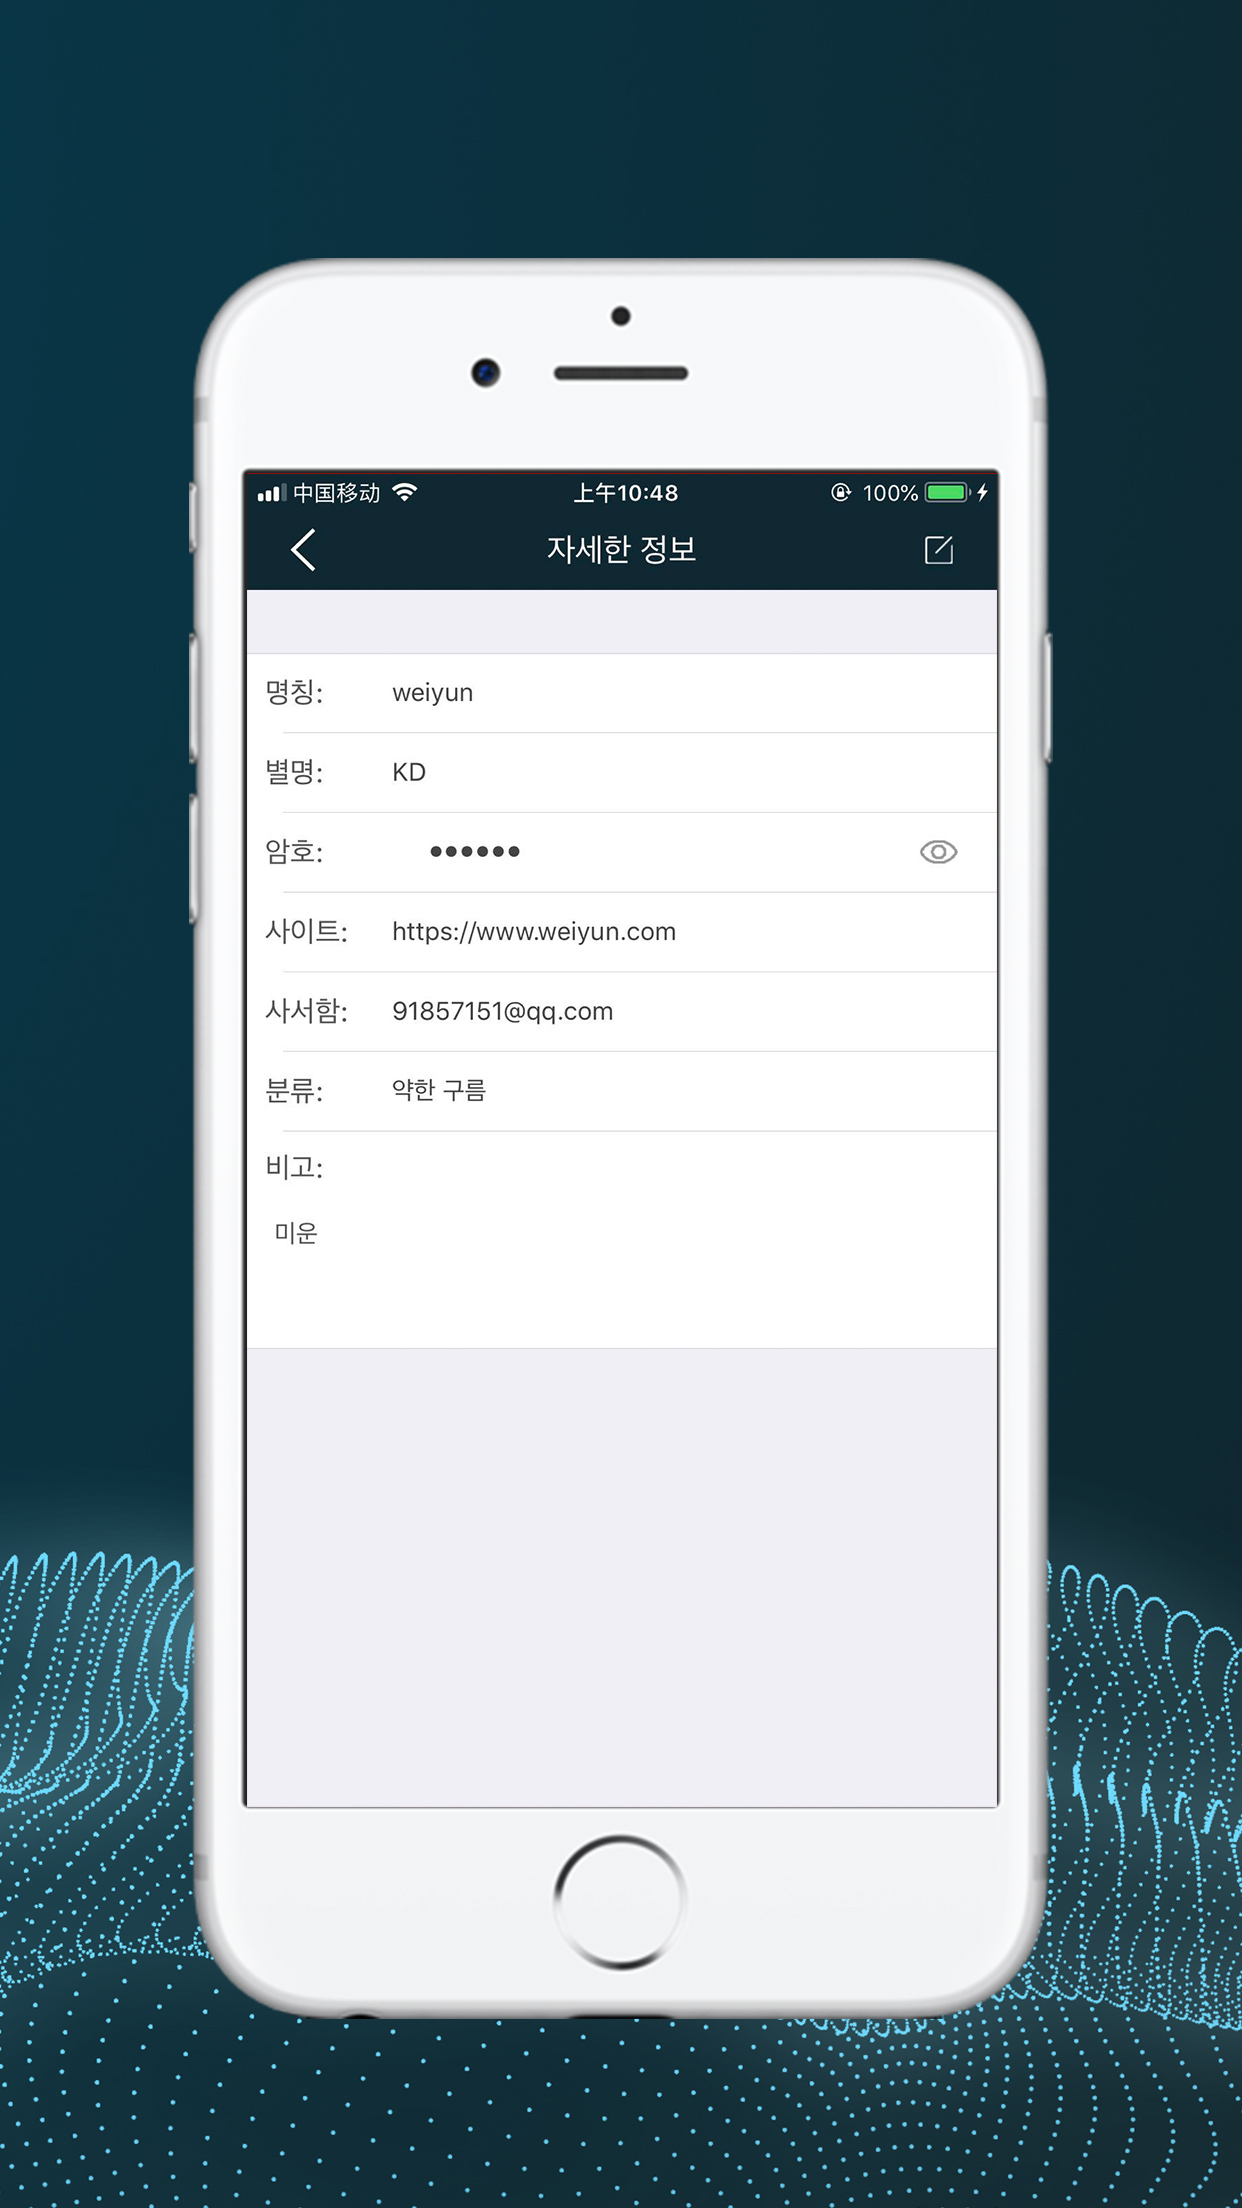 中国移动 上午10:48 100%
자세한 정보
명칭: weiyun
별명: KD
암호: ••••••
사이트: https://www.weiyun.com
사서함: 91857151@qq.com
분류: 약한 구름
비고:
미운